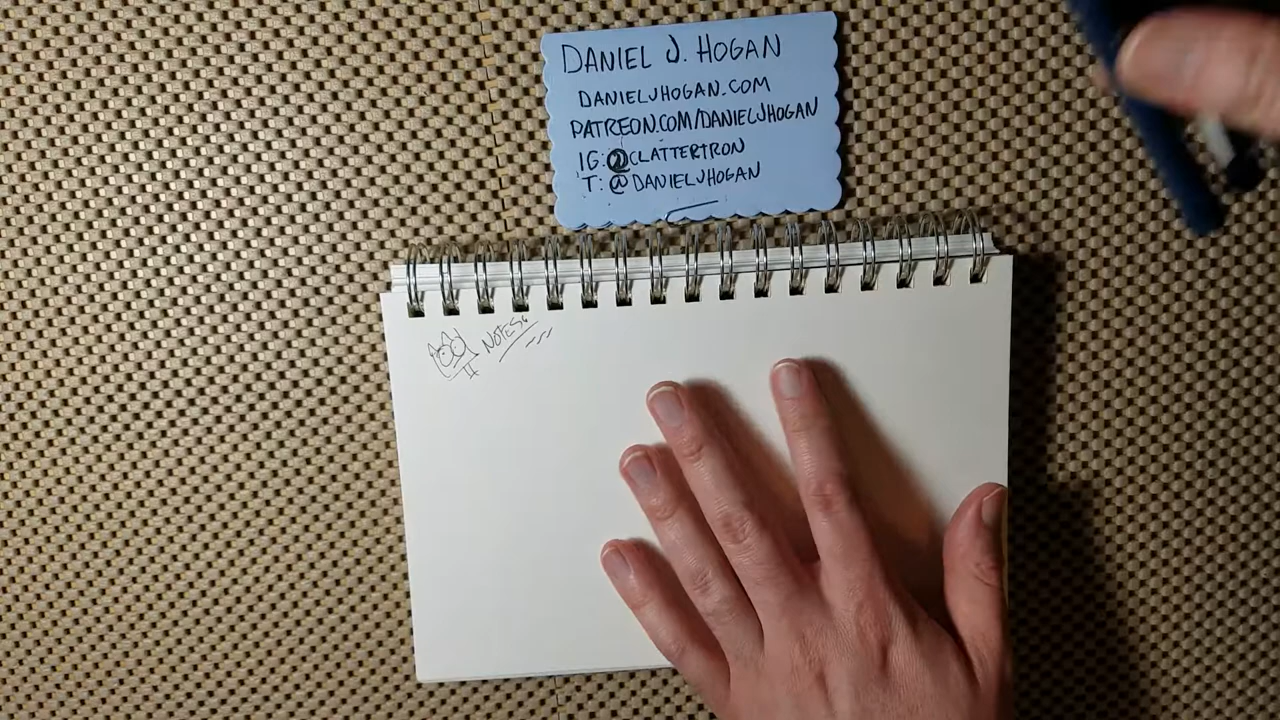 DANIEL J. HOGAN
DANIELJHOGAN.COM
PATREON.COM/DANIELJHOGAN
IG: @CLATTERTRON
T: @DANIELJHOGAN
NOTES